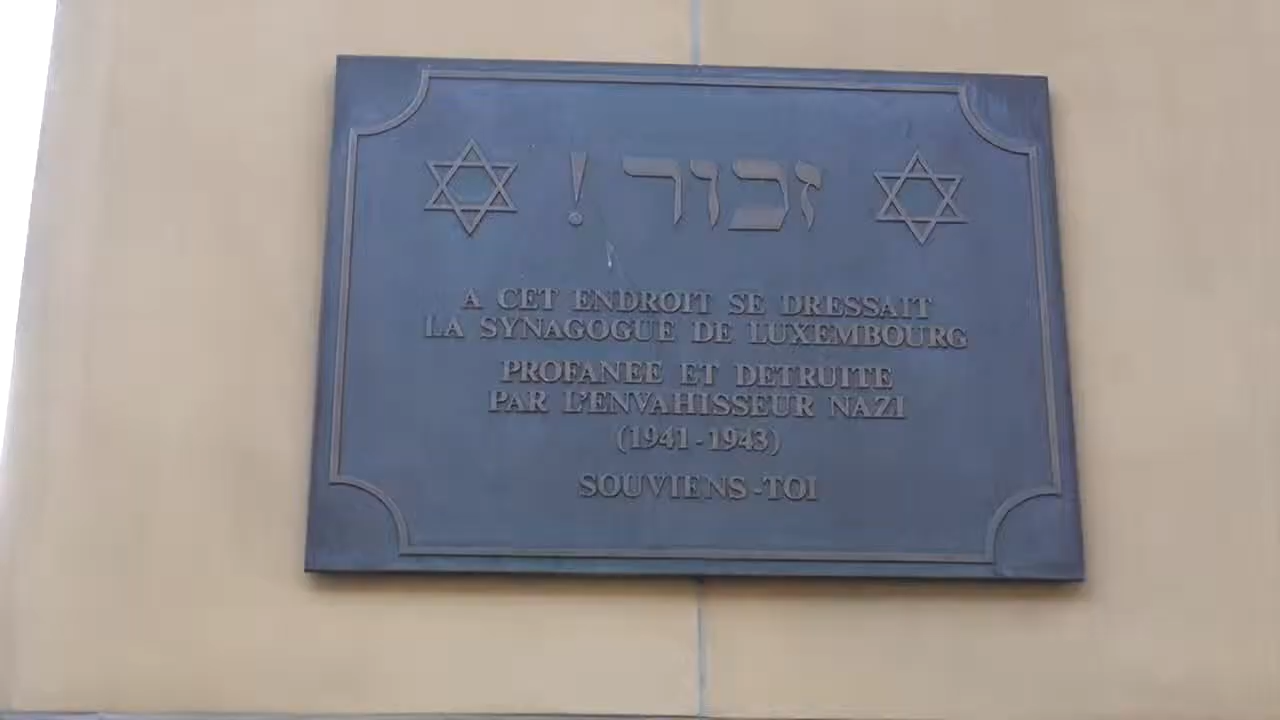 זכור !
A CET ENDROIT SE DRESSAIT
LA SYNAGOGUE DE LUXEMBOURG
PROFANEE ET DETRUITE
PAR L'ENVAHISSEUR NAZI
(1941-1943)
SOUVIENS-TOI